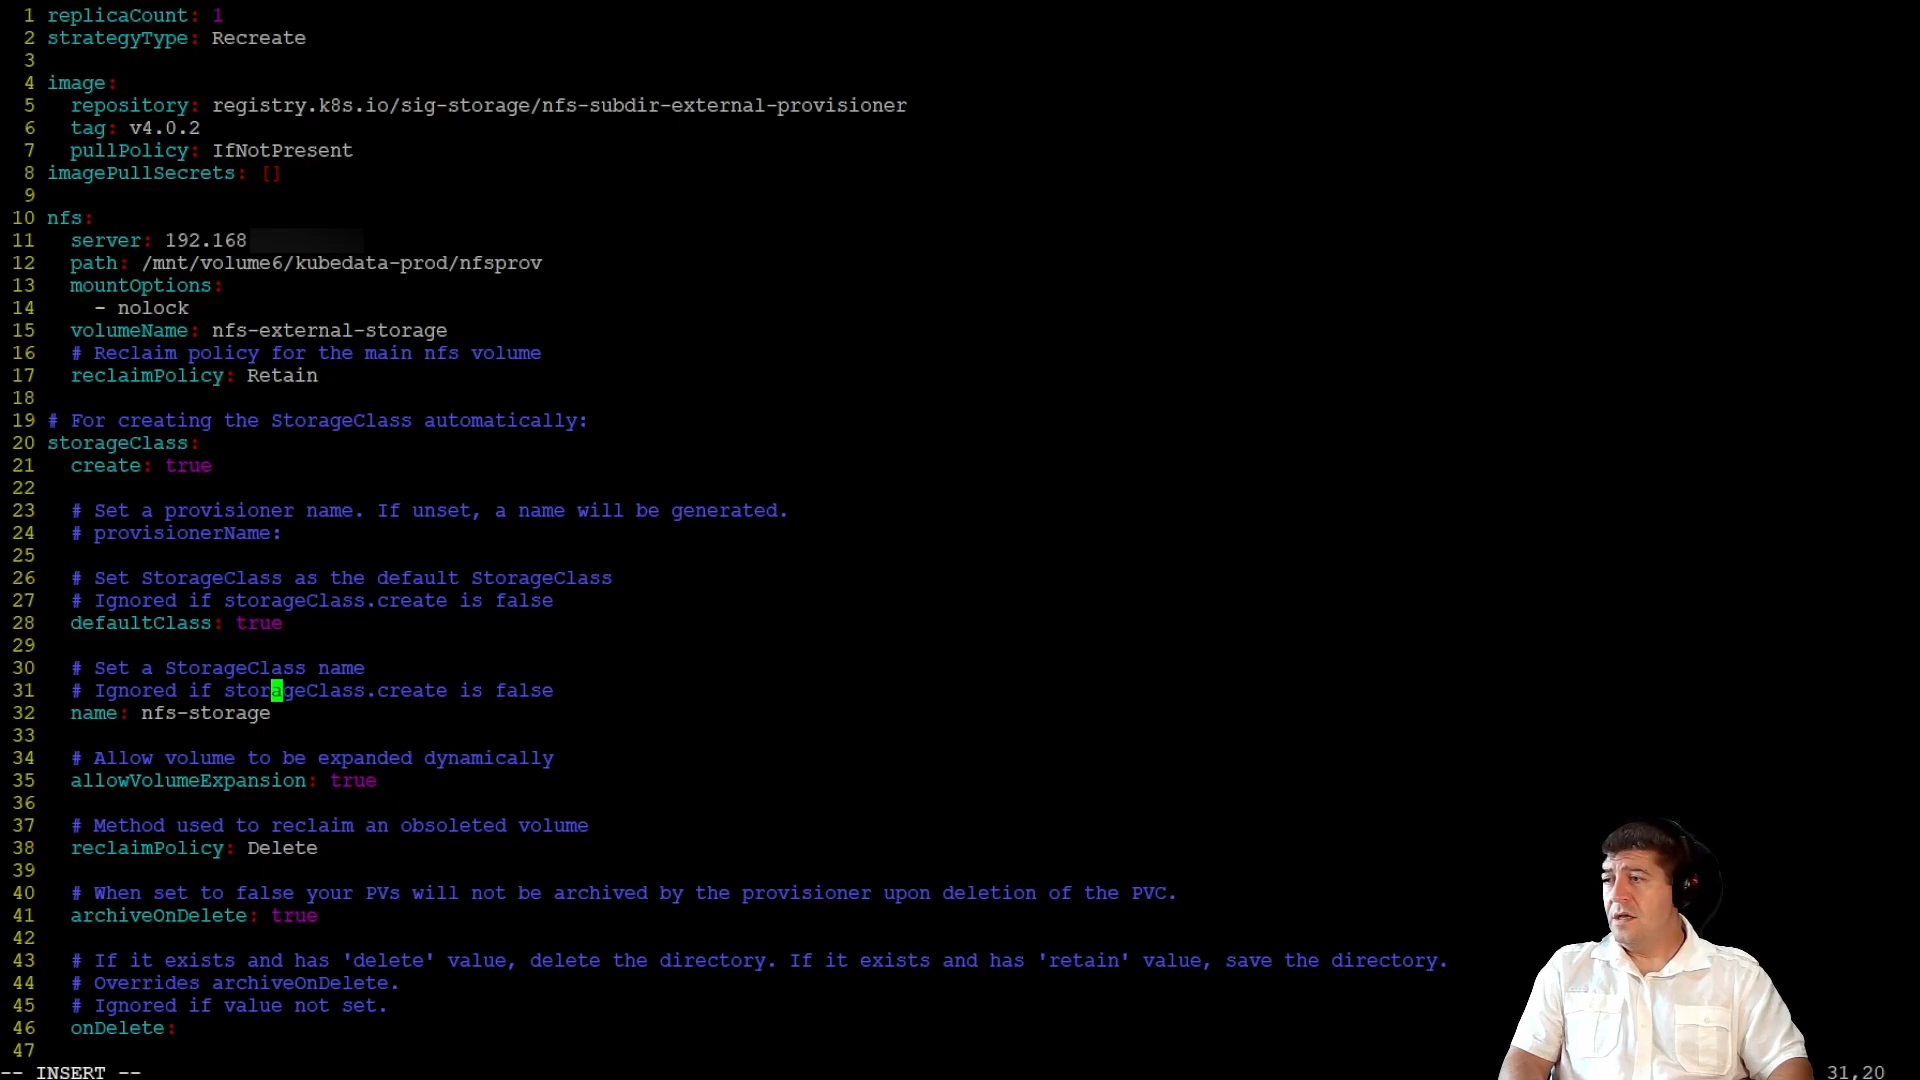 1 replicaCount: 1
2 strategyType: Recreate
3
4 image:
5   repository: registry.k8s.io/sig-storage/nfs-subdir-external-provisioner
6   tag: v4.0.2
7   pullPolicy: IfNotPresent
8 imagePullSecrets: []
9
10 nfs:
11   server: 192.168
12   path: /mnt/volume6/kubedata-prod/nfsprov
13   mountOptions:
14     - nolock
15   volumeName: nfs-external-storage
16   # Reclaim policy for the main nfs volume
17   reclaimPolicy: Retain
18
19 # For creating the StorageClass automatically:
20 storageClass:
21   create: true
22
23   # Set a provisioner name. If unset, a name will be generated.
24   # provisionerName:
25
26   # Set StorageClass as the default StorageClass
27   # Ignored if storageClass.create is false
28   defaultClass: true
29
30   # Set a StorageClass name
31   # Ignored if storageClass.create is false
32   name: nfs-storage
33
34   # Allow volume to be expanded dynamically
35   allowVolumeExpansion: true
36
37   # Method used to reclaim an obsoleted volume
38   reclaimPolicy: Delete
39
40   # When set to false your PVs will not be archived by the provisioner upon deletion of the PVC.
41   archiveOnDelete: true
42
43   # If it exists and has 'delete' value, delete the directory. If it exists and has 'retain' value, save the directory.
44   # Overrides archiveOnDelete.
45   # Ignored if value not set.
46   onDelete:
47
-- INSERT -- 31,20